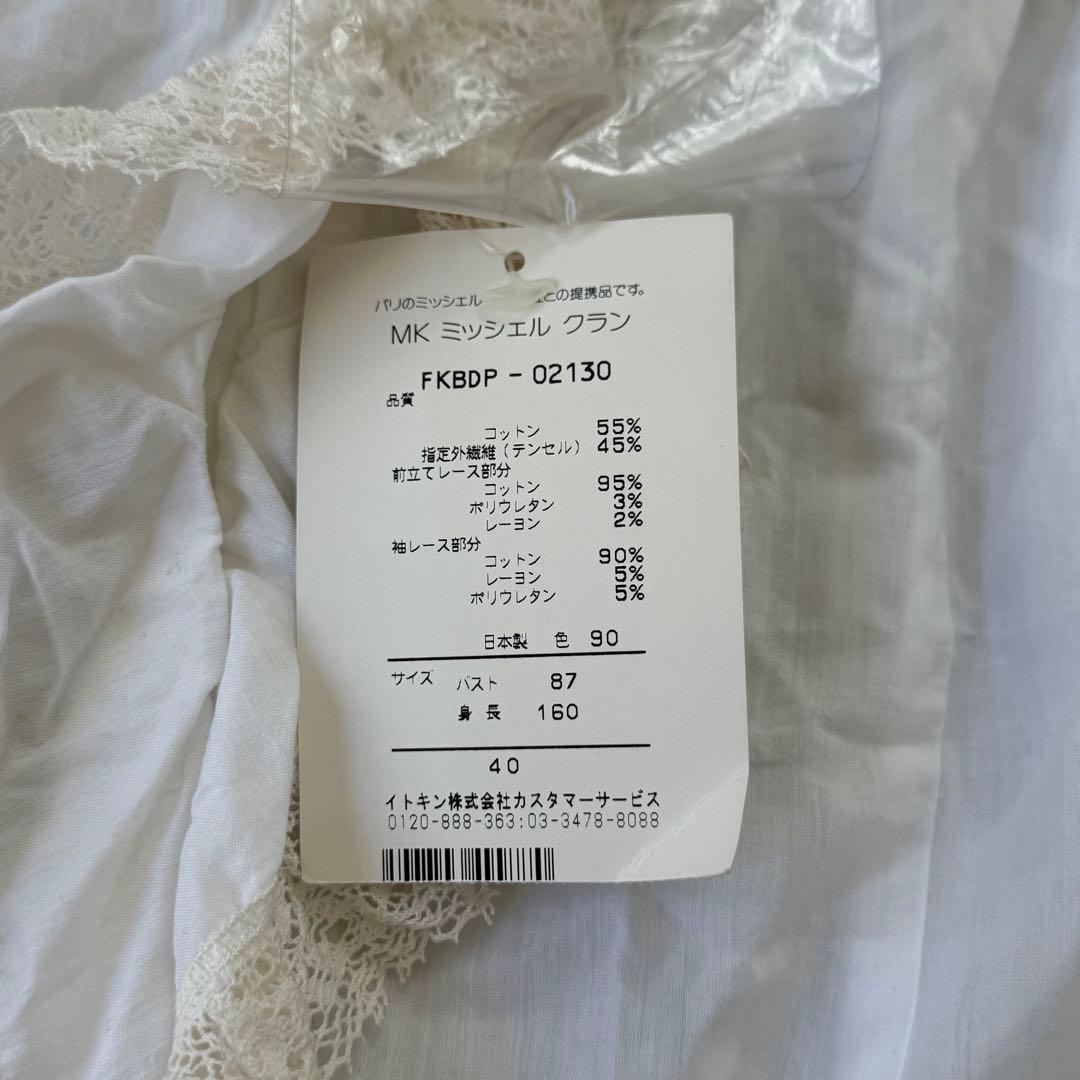 パリのミッシェル との提携品です。
MK ミッシェル クラン
FKBDP - 02130
品質
コットン 55%
指定外繊維(テンセル) 45%
前立てレース部分
コットン 95%
ポリウレタン 3%
レーヨン 2%
袖レース部分
コットン 90%
レーヨン 5%
ポリウレタン 5%
日本製 色 90
サイズ バスト 87
身長 160
40
イトキン株式会社カスタマーサービス
0120-888-363:03-3478-8088